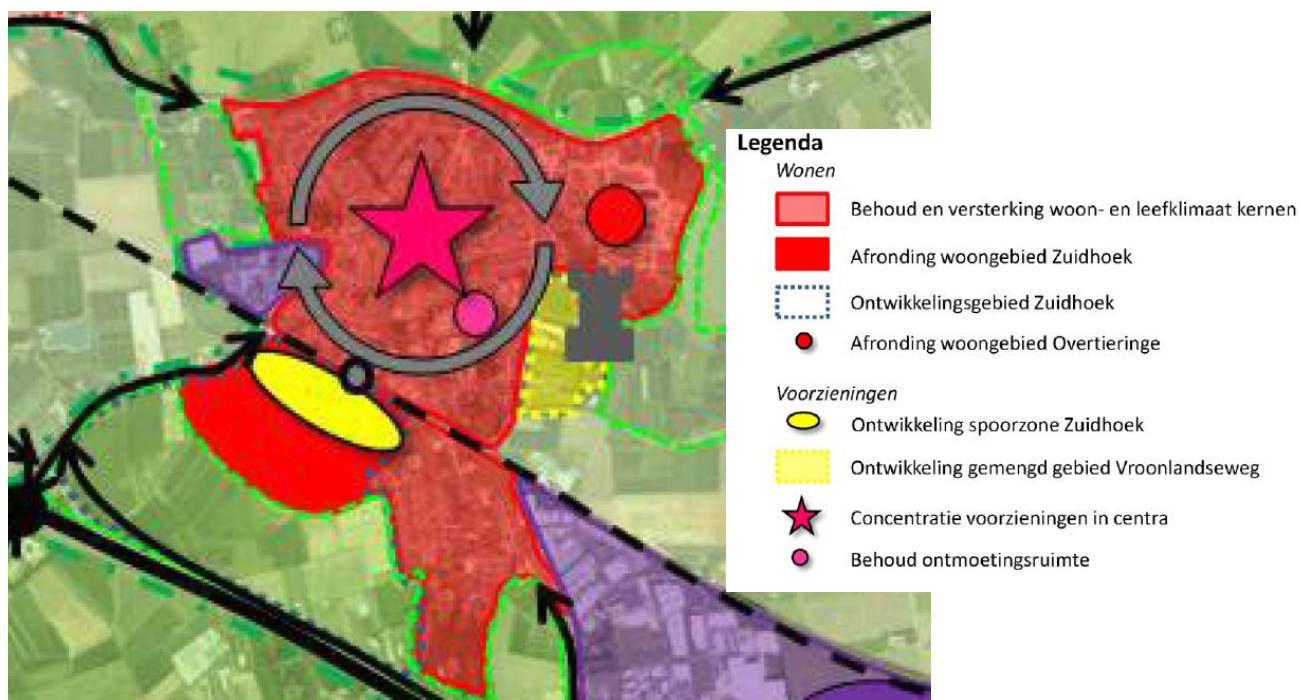 Legenda
Wonen
Behoud en versterking woon- en leefklimaat kernen
Afronding woongebied Zuidhoek
Ontwikkelingsgebied Zuidhoek
Afronding woongebied Overtieringe
Voorzieningen
Ontwikkeling spoorzone Zuidhoek
Ontwikkeling gemengd gebied Vroonlandseweg
Concentratie voorzieningen in centra
Behoud ontmoetingsruimte